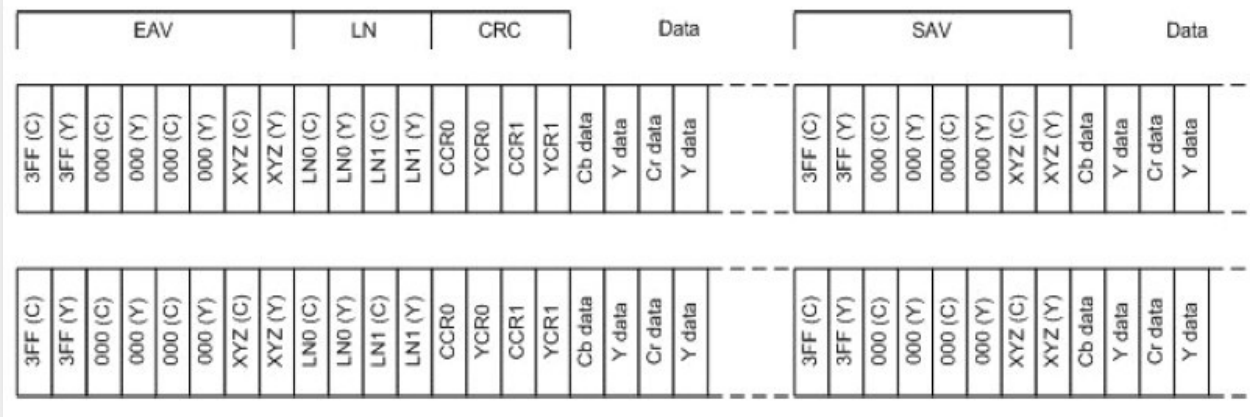 EAV LN CRC Data SAV Data
3FF (C) 3FF (Y) 000 (C) 000 (Y) 000 (C) 000 (Y) XYZ (C) XYZ (Y) LN0 (C) LN0 (Y) LN1 (C) LN1 (Y) CCR0 YCR0 CCR1 YCR1 Cb data Y data Cr data Y data 3FF (C) 3FF (Y) 000 (C) 000 (Y) 000 (C) 000 (Y) XYZ (C) XYZ (Y) Cb data Y data Cr data Y data
3FF (C) 3FF (Y) 000 (C) 000 (Y) 000 (C) 000 (Y) XYZ (C) XYZ (Y) LN0 (C) LN0 (Y) LN1 (C) LN1 (Y) CCR0 YCR0 CCR1 YCR1 Cb data Y data Cr data Y data 3FF (C) 3FF (Y) 000 (C) 000 (Y) 000 (C) 000 (Y) XYZ (C) XYZ (Y) Cb data Y data Cr data Y data